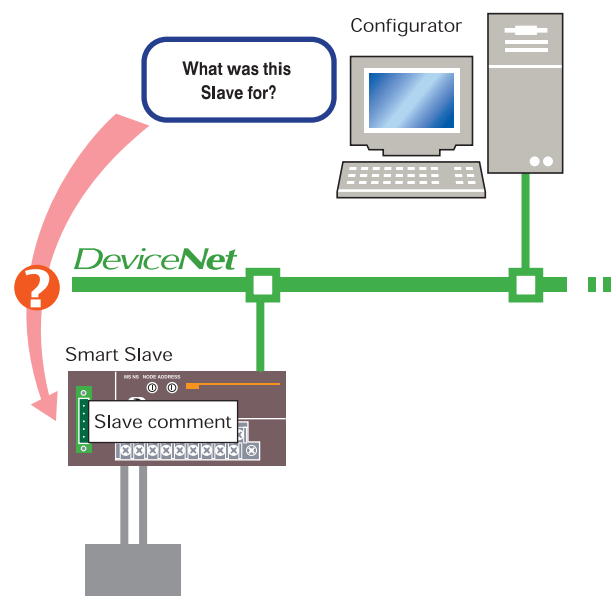 Configurator
What was this
Slave for?
DeviceNet
?
Smart Slave
MS NS NODE ADDRESS
Slave comment